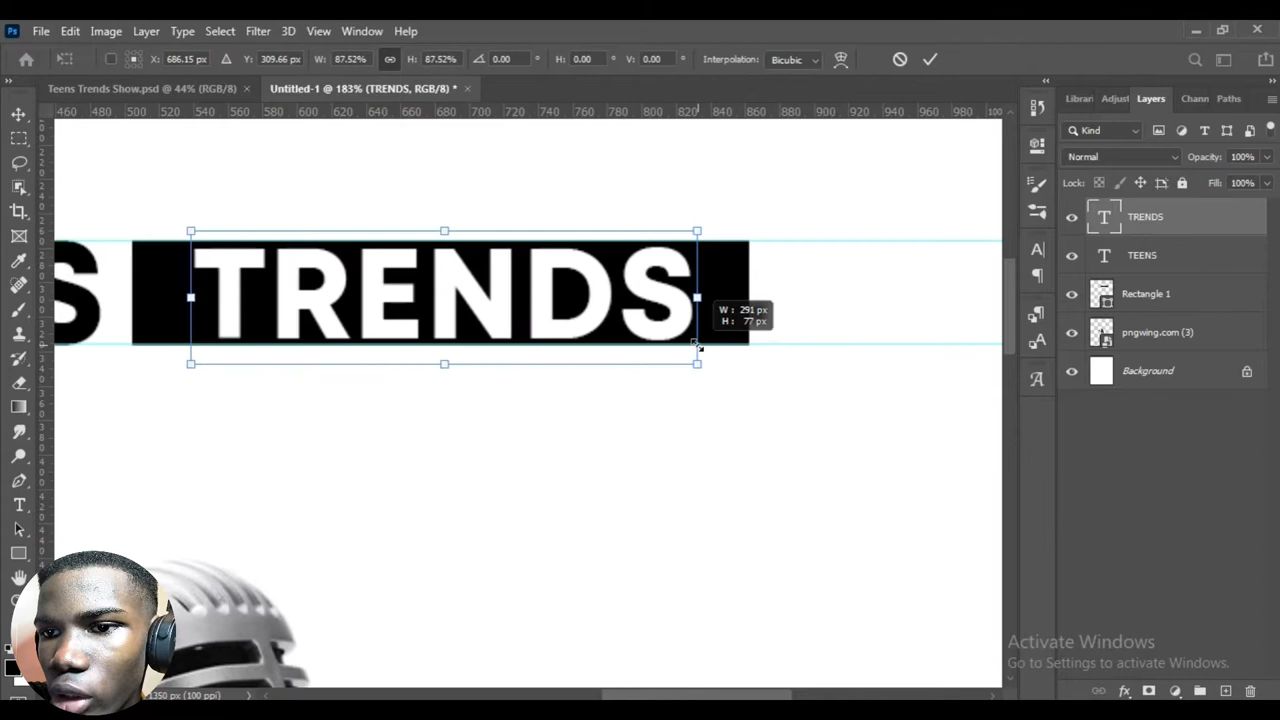 Ps File Edit Image Layer Type Select Filter 3D View Window Help
X: 686.15 px Y: 309.66 px W: 87.52% H: 87.52% 0.00 ° H: 0.00 ° V: 0.00 ° Interpolation: Bicubic
Teens Trends Show.psd @ 44% (RGB/8) × Untitled-1 @ 183% (TRENDS, RGB/8) * ×
460 480 500 520 540 560 580 600 620 640 660 680 700 720 740 760 780 800 820 840 860 880 900 920 940 960 980 100
Librar Adjust Layers Chann Paths
Kind
Normal Opacity: 100%
Lock: Fill: 100%
S TRENDS
W: 291 px
H: 77 px
TRENDS
TEENS
Rectangle 1
pngwing.com (3)
Background
Activate Windows
Go to Settings to activate Windows.
1350 px (100 ppi)
fx